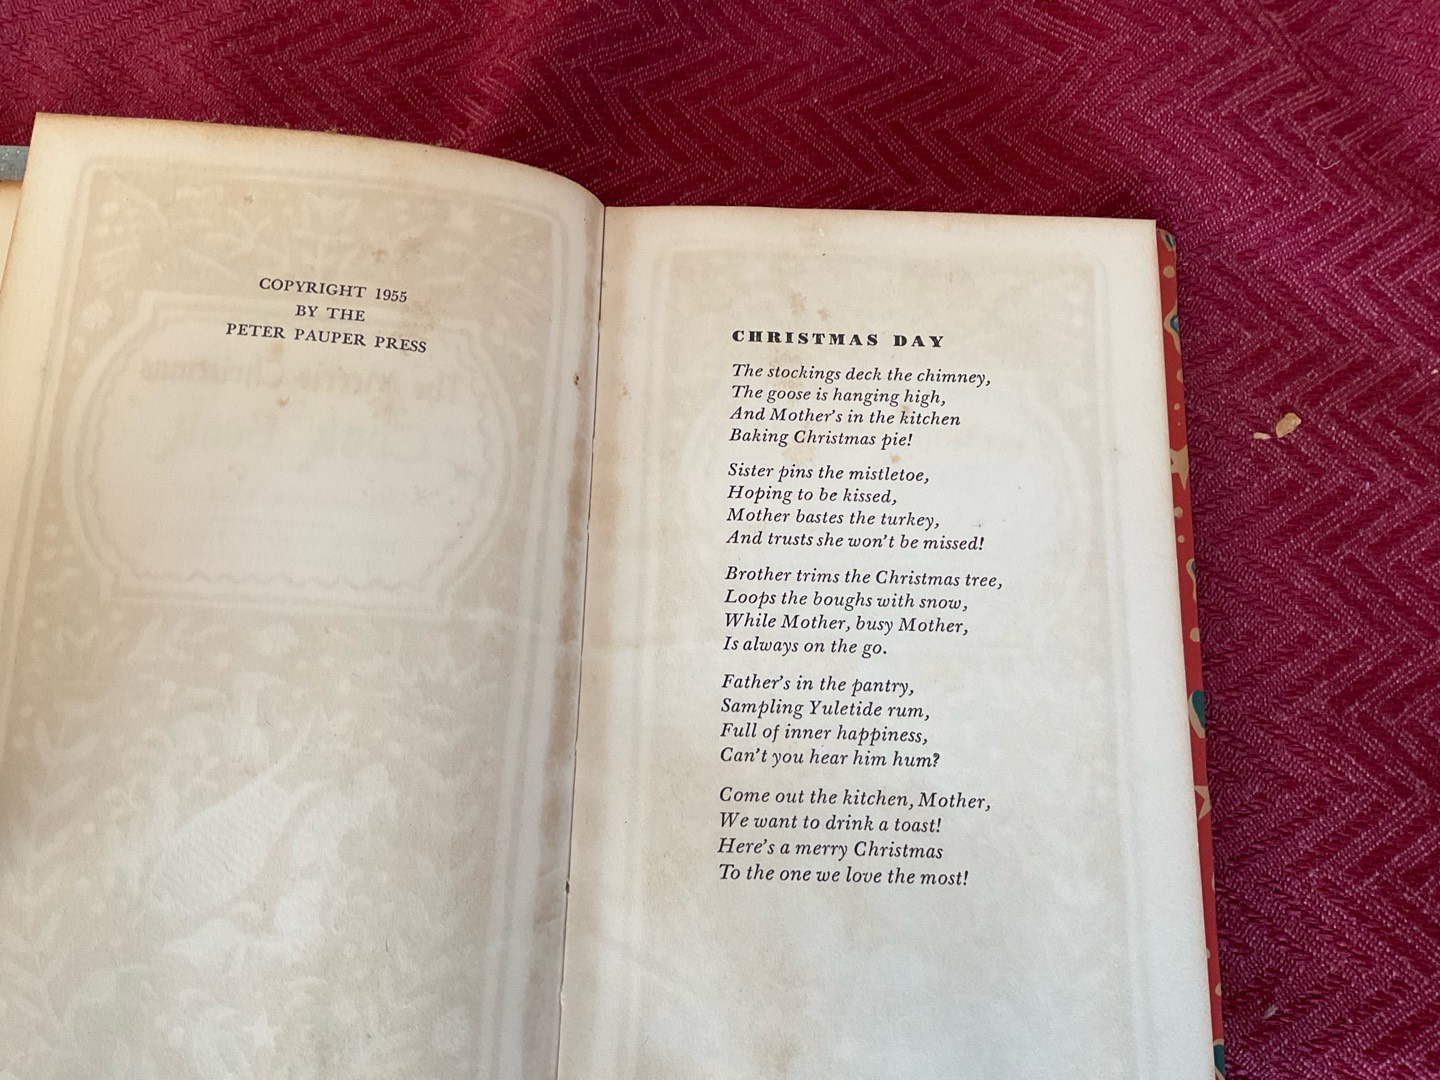 COPYRIGHT 1955
BY THE
PETER PAUPER PRESS
CHRISTMAS DAY
The stockings deck the chimney,
The goose is hanging high,
And Mother's in the kitchen
Baking Christmas pie!
Sister pins the mistletoe,
Hoping to be kissed,
Mother bastes the turkey,
And trusts she won't be missed!
Brother trims the Christmas tree,
Loops the boughs with snow,
While Mother, busy Mother,
Is always on the go.
Father's in the pantry,
Sampling Yuletide rum,
Full of inner happiness,
Can't you hear him hum?
Come out the kitchen, Mother,
We want to drink a toast!
Here's a merry Christmas
To the one we love the most!